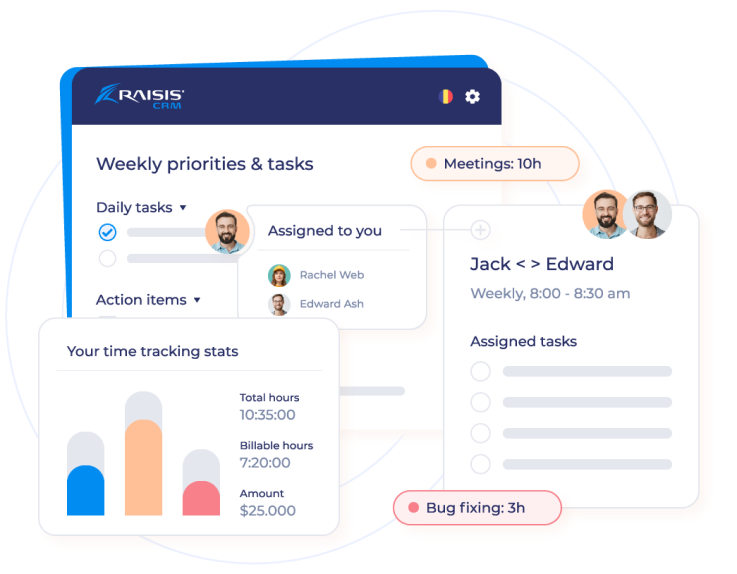 RAISIS
CRM
Weekly priorities & tasks
Meetings: 10h
Daily tasks
Assigned to you
Rachel Web
Edward Ash
Action items
Jack < > Edward
Weekly, 8:00 - 8:30 am
Assigned tasks
Your time tracking stats
Total hours
10:35:00
Billable hours
7:20:00
Amount
$25.000
Bug fixing: 3h